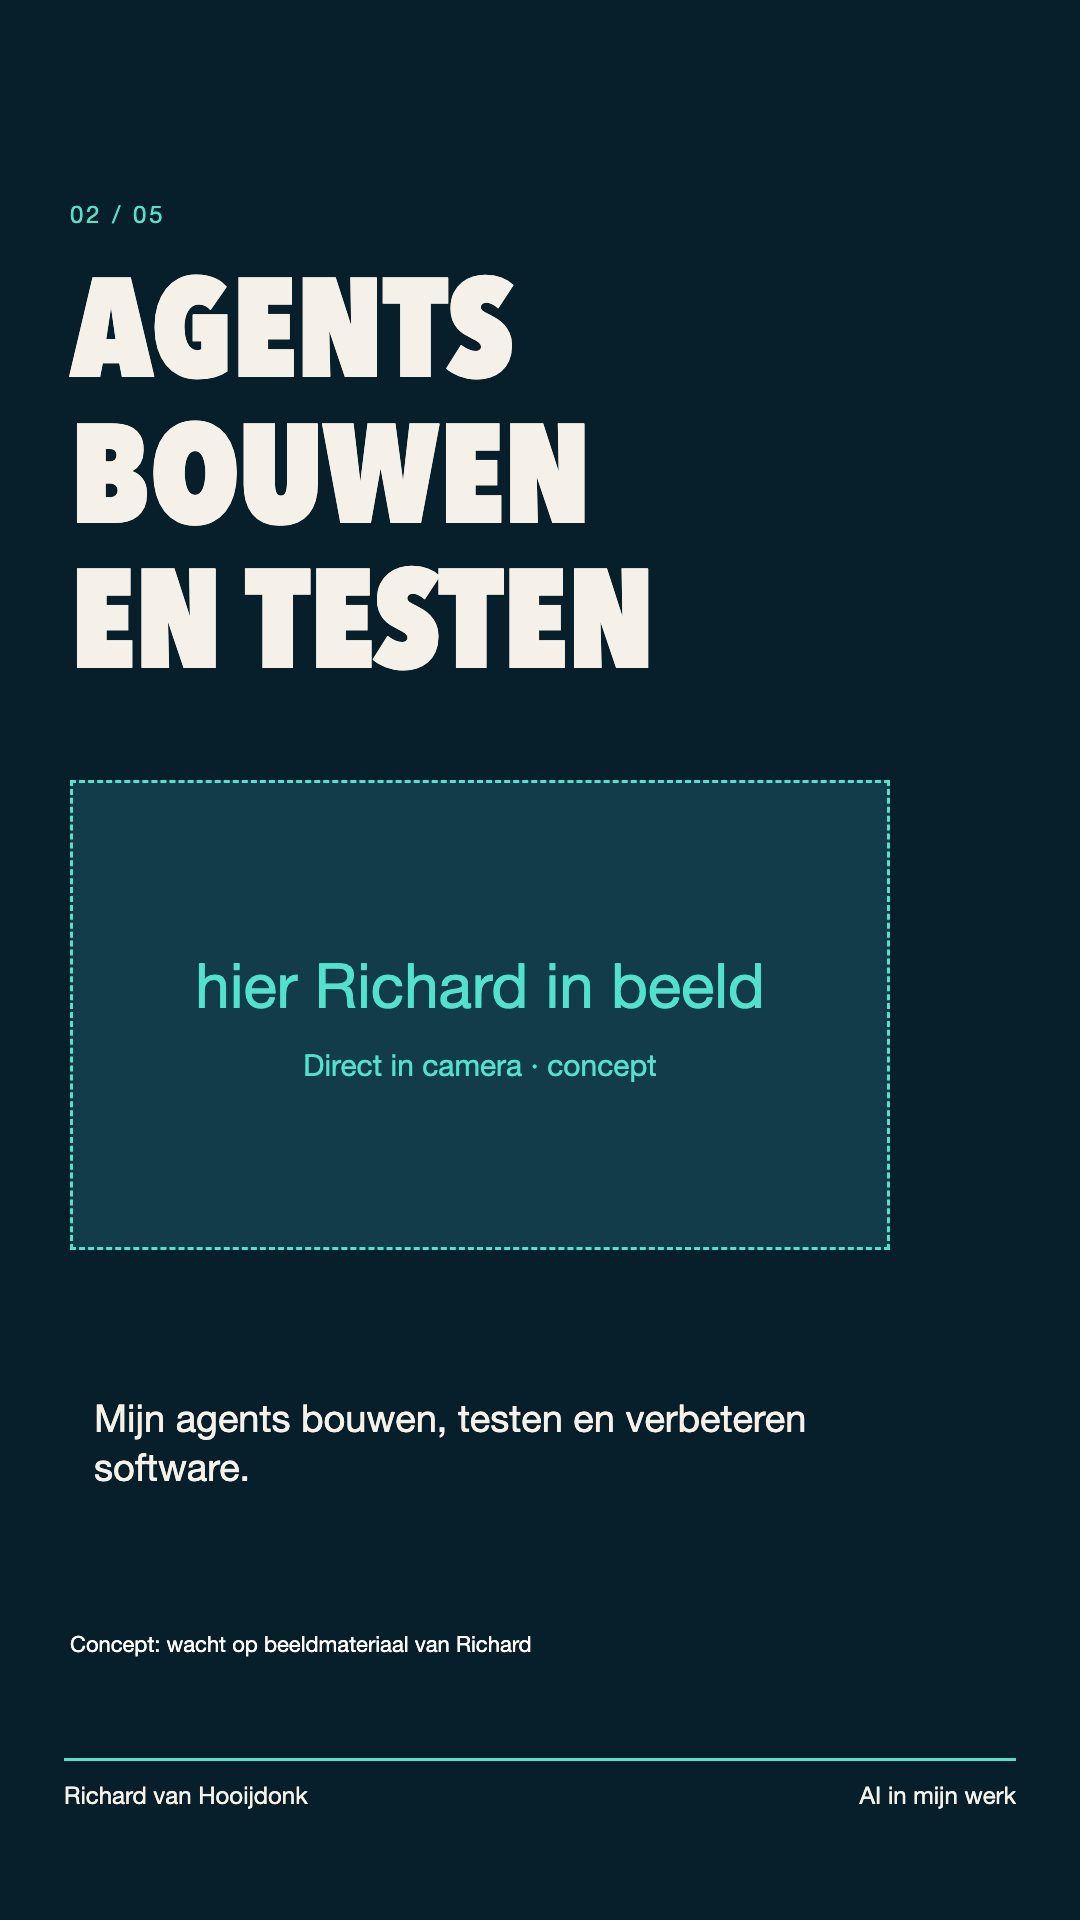 02 / 05
AGENTS
BOUWEN
EN TESTEN
hier Richard in beeld
Direct in camera · concept
Mijn agents bouwen, testen en verbeteren
software.
Concept: wacht op beeldmateriaal van Richard
Richard van Hooijdonk
AI in mijn werk